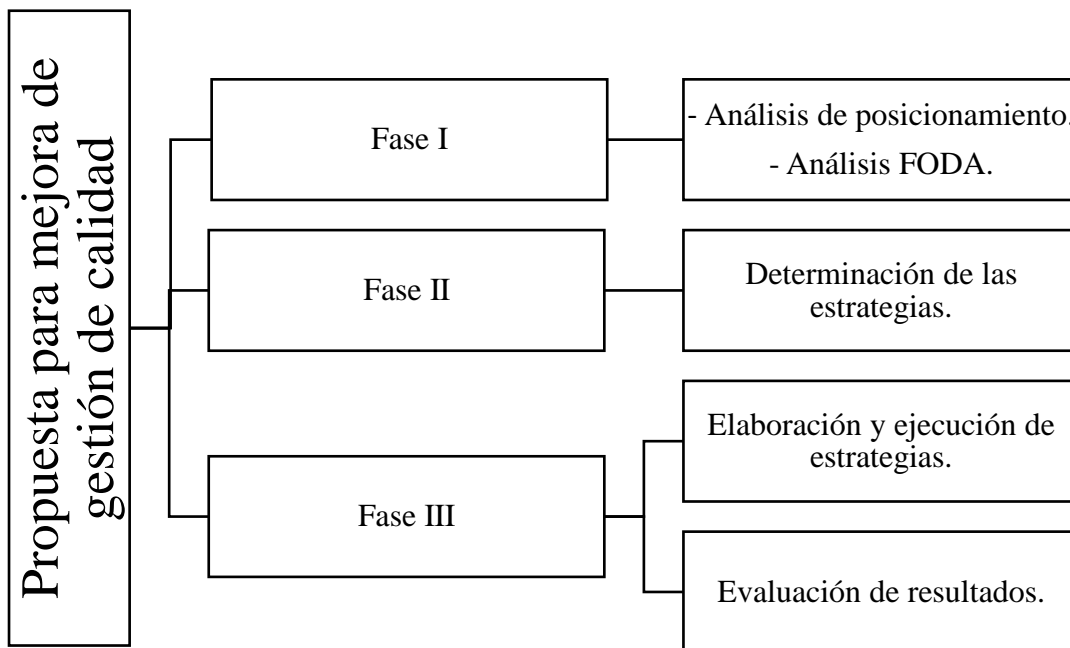 Propuesta para mejora de
gestión de calidad
Fase I
- Análisis de posicionamiento.
- Análisis FODA.
Fase II
Determinación de las
estrategias.
Fase III
Elaboración y ejecución de
estrategias.
Evaluación de resultados.